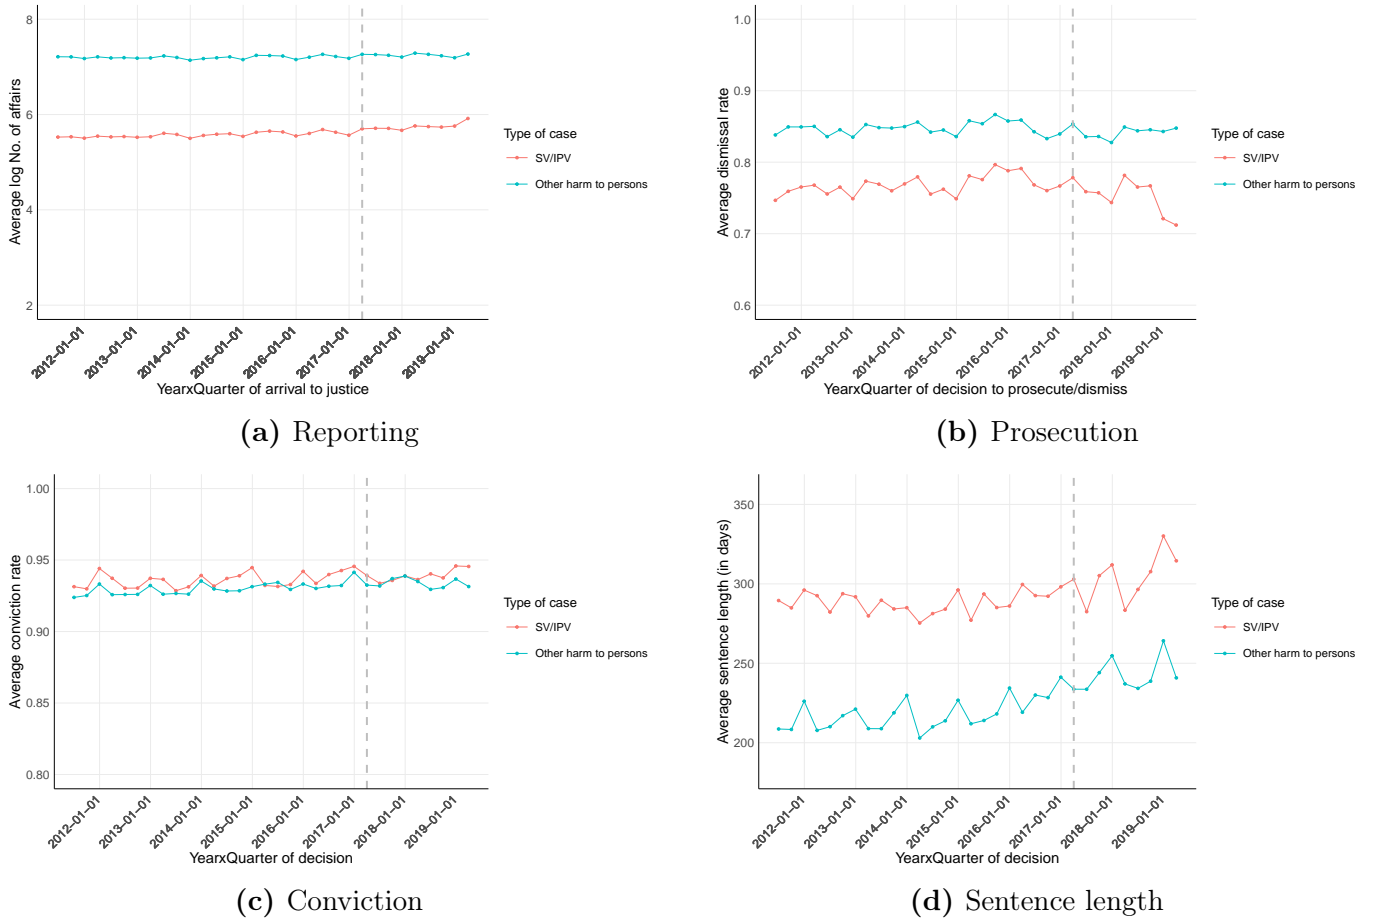 8
6
4
2
Average log No. of affairs
2012−01−01
2013−01−01
2014−01−01
2015−01−01
2016−01−01
2017−01−01
2018−01−01
2019−01−01
YearxQuarter of arrival to justice
Type of case
SV/IPV
Other harm to persons
(a) Reporting
1.0
0.9
0.8
0.7
0.6
Average dismissal rate
2012−01−01
2013−01−01
2014−01−01
2015−01−01
2016−01−01
2017−01−01
2018−01−01
2019−01−01
YearxQuarter of decision to prosecute/dismiss
Type of case
SV/IPV
Other harm to persons
(b) Prosecution
1.00
0.95
0.90
0.85
0.80
Average conviction rate
2012−01−01
2013−01−01
2014−01−01
2015−01−01
2016−01−01
2017−01−01
2018−01−01
2019−01−01
YearxQuarter of decision
Type of case
SV/IPV
Other harm to persons
(c) Conviction
350
300
250
200
Average sentence length (in days)
2012−01−01
2013−01−01
2014−01−01
2015−01−01
2016−01−01
2017−01−01
2018−01−01
2019−01−01
YearxQuarter of decision
Type of case
SV/IPV
Other harm to persons
(d) Sentence length